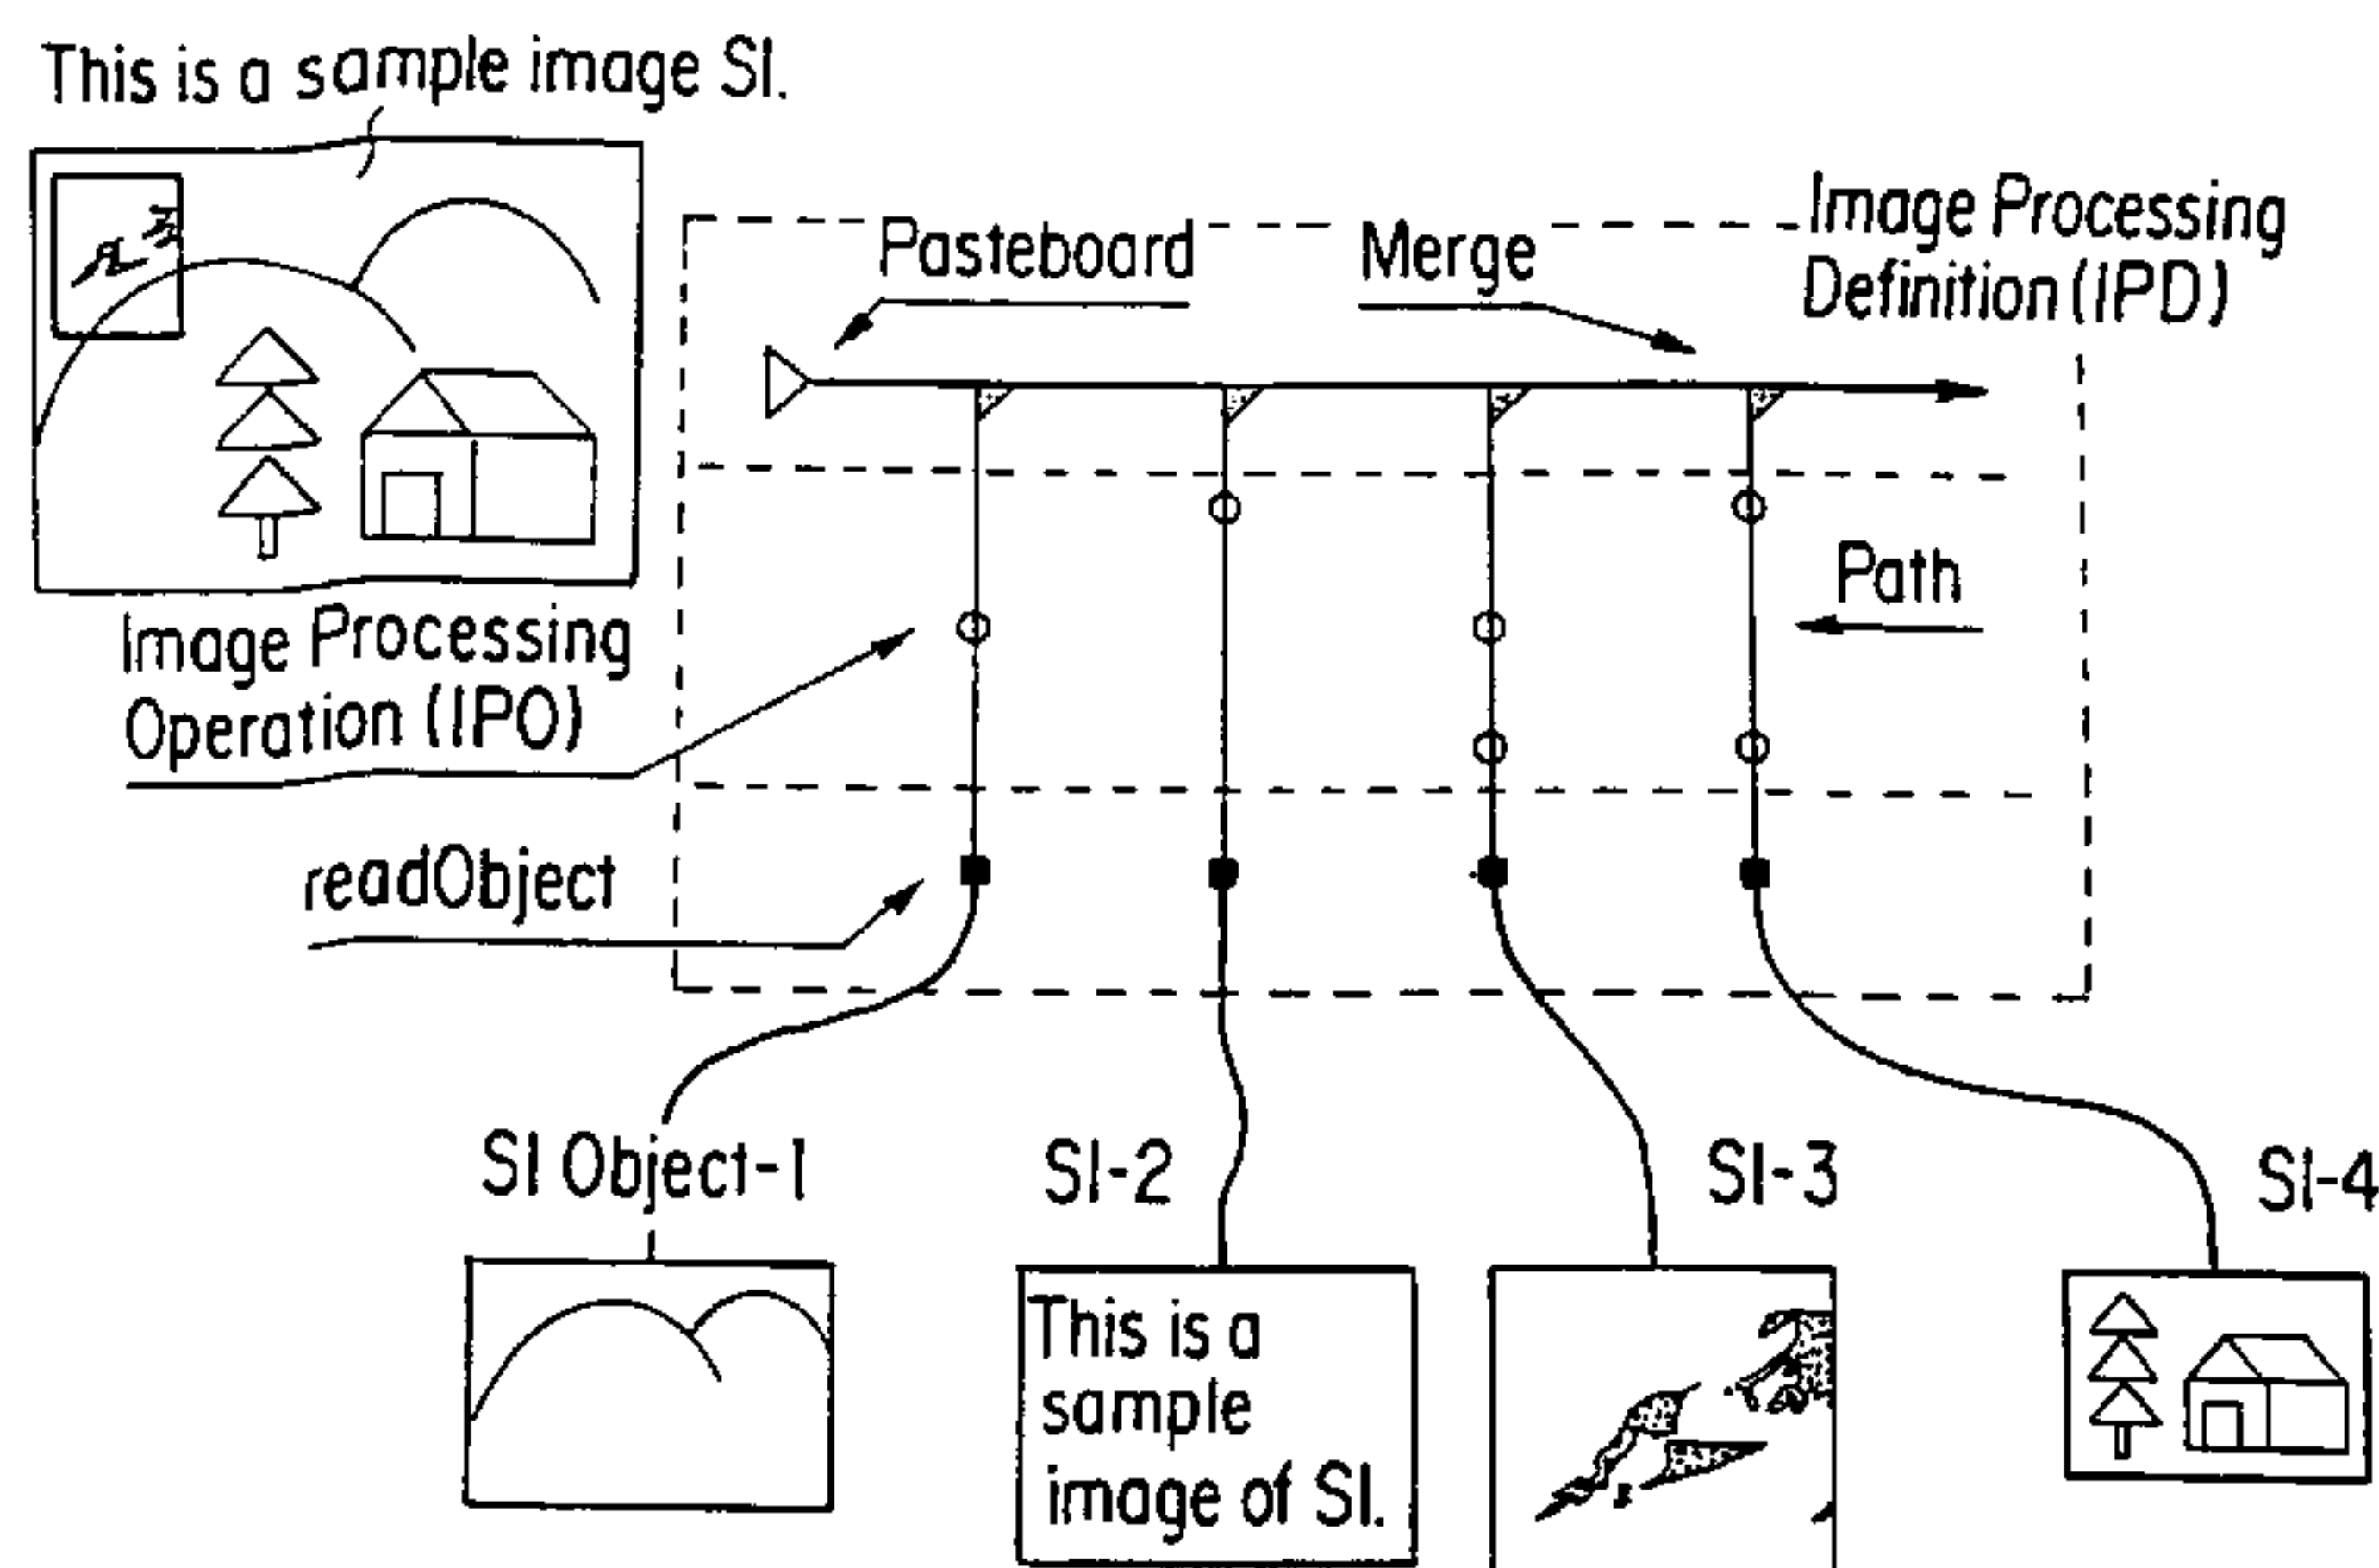 This is a sample image SI.
Pasteboard
Merge
Image Processing
Definition (IPD)
Path
Image Processing
Operation (IPO)
readObject
SI Object-1
SI-2
SI-3
SI-4
This is a
sample
image of SI.